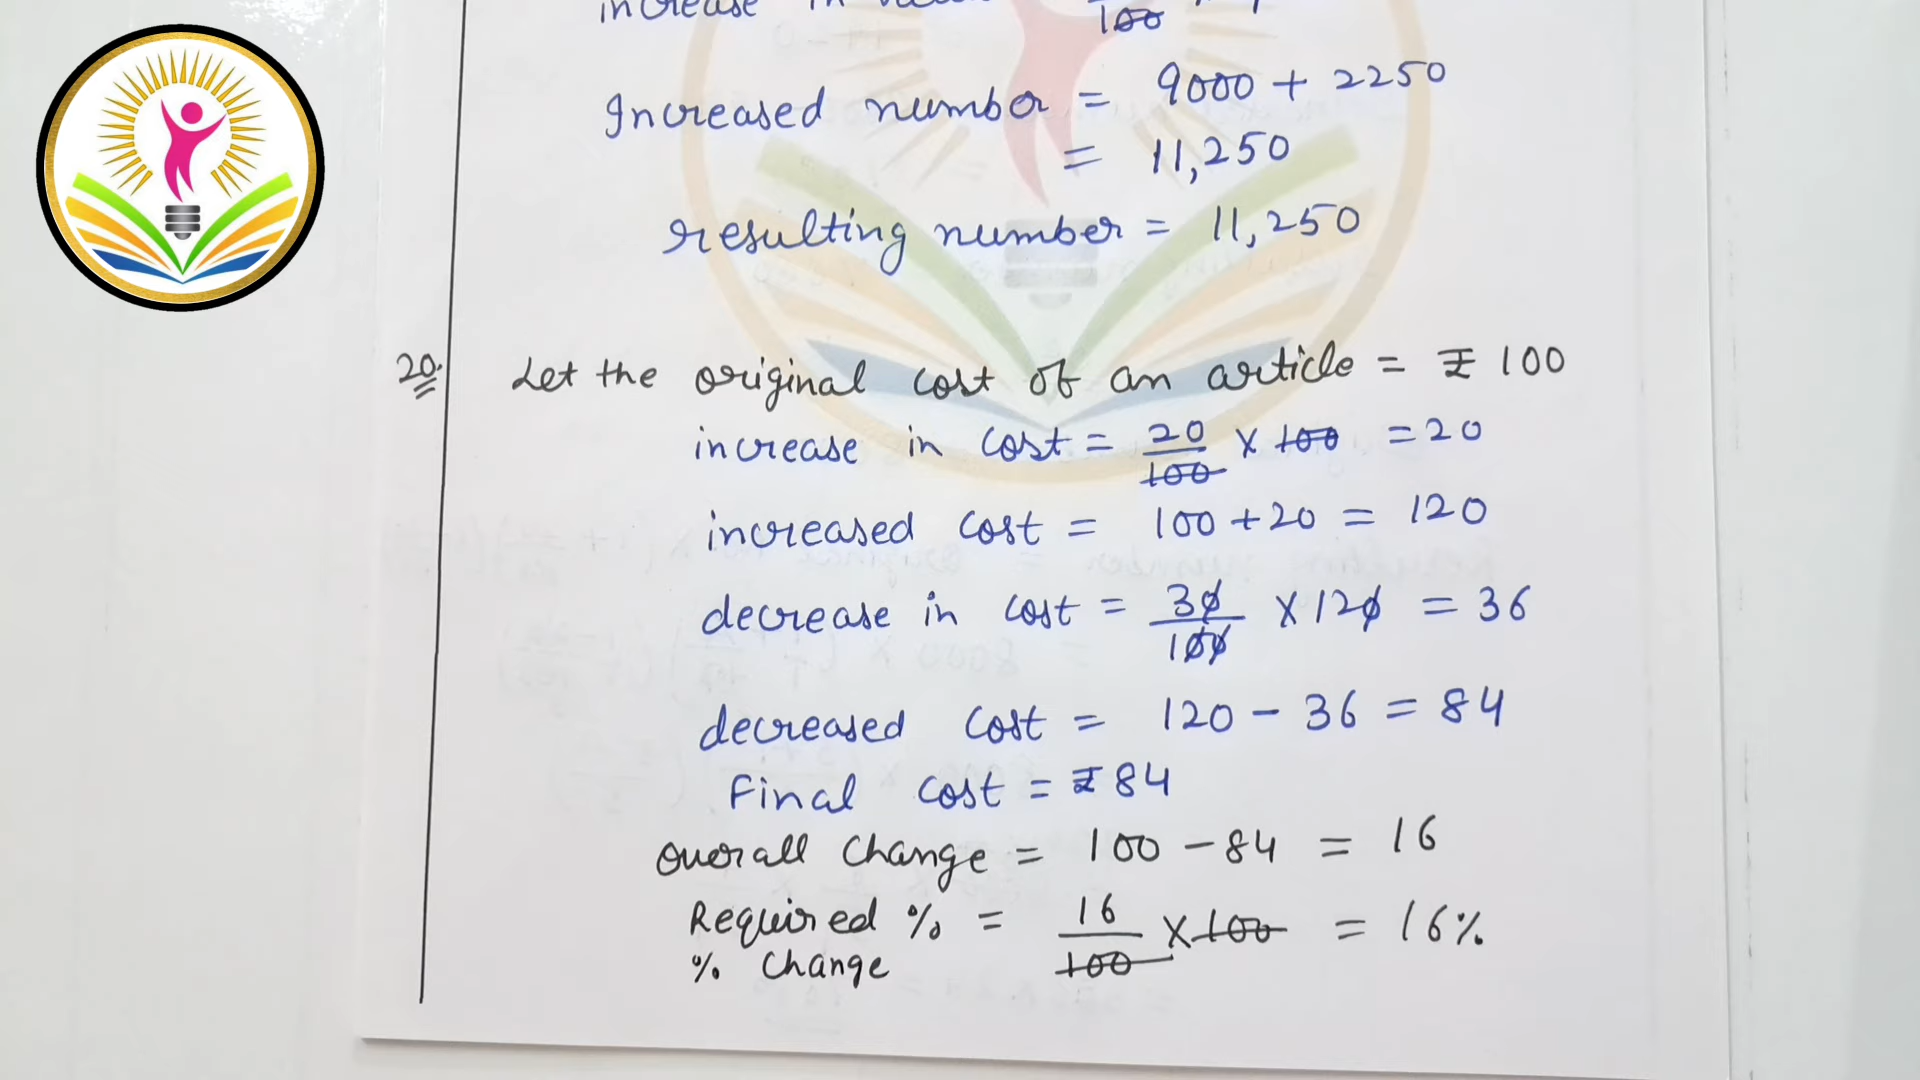 increase in
100
Increased number = 9000 + 2250
= 11,250
resulting number = 11,250
20. Let the original cost of an article = ₹ 100
increase in cost = 20/100 × 100 = 20
increased cost = 100 + 20 = 120
decrease in cost = 30/100 × 120 = 36
decreased cost = 120 - 36 = 84
Final cost = ₹ 84
Overall Change = 100 - 84 = 16
Required % = 16/100 × 100 = 16%
% Change